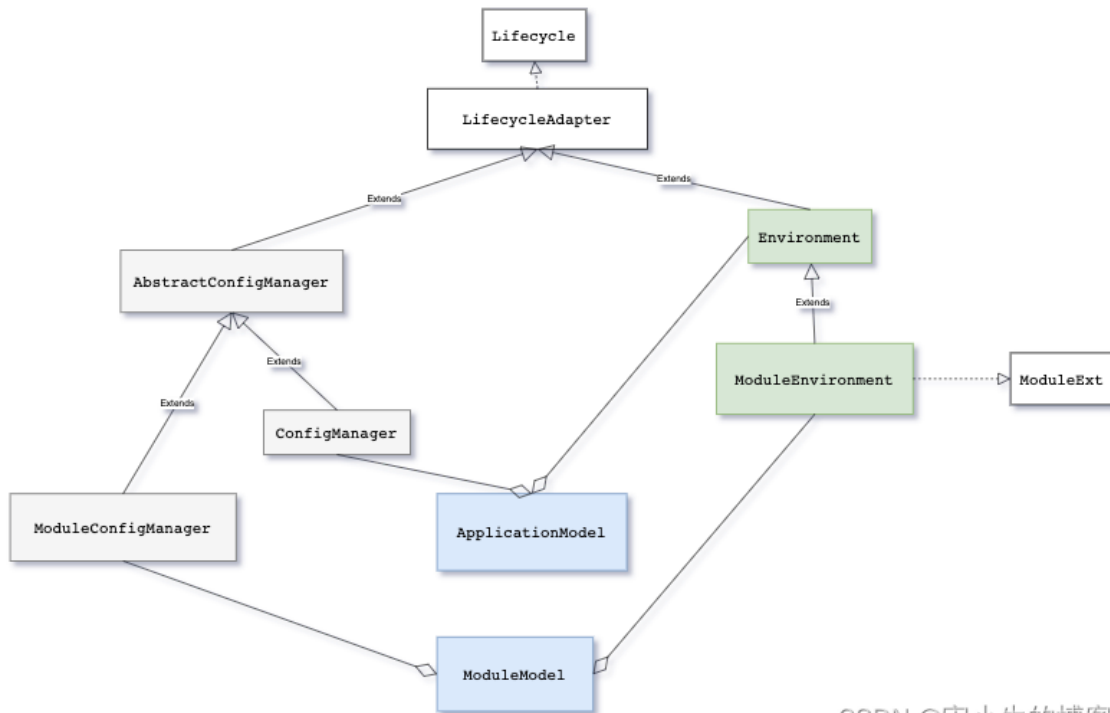 Lifecycle
LifecycleAdapter
Extends
Extends
Environment
AbstractConfigManager
Extends
Extends
ModuleEnvironment
ModuleExt
Extends
ConfigManager
ModuleConfigManager
ApplicationModel
ModuleModel